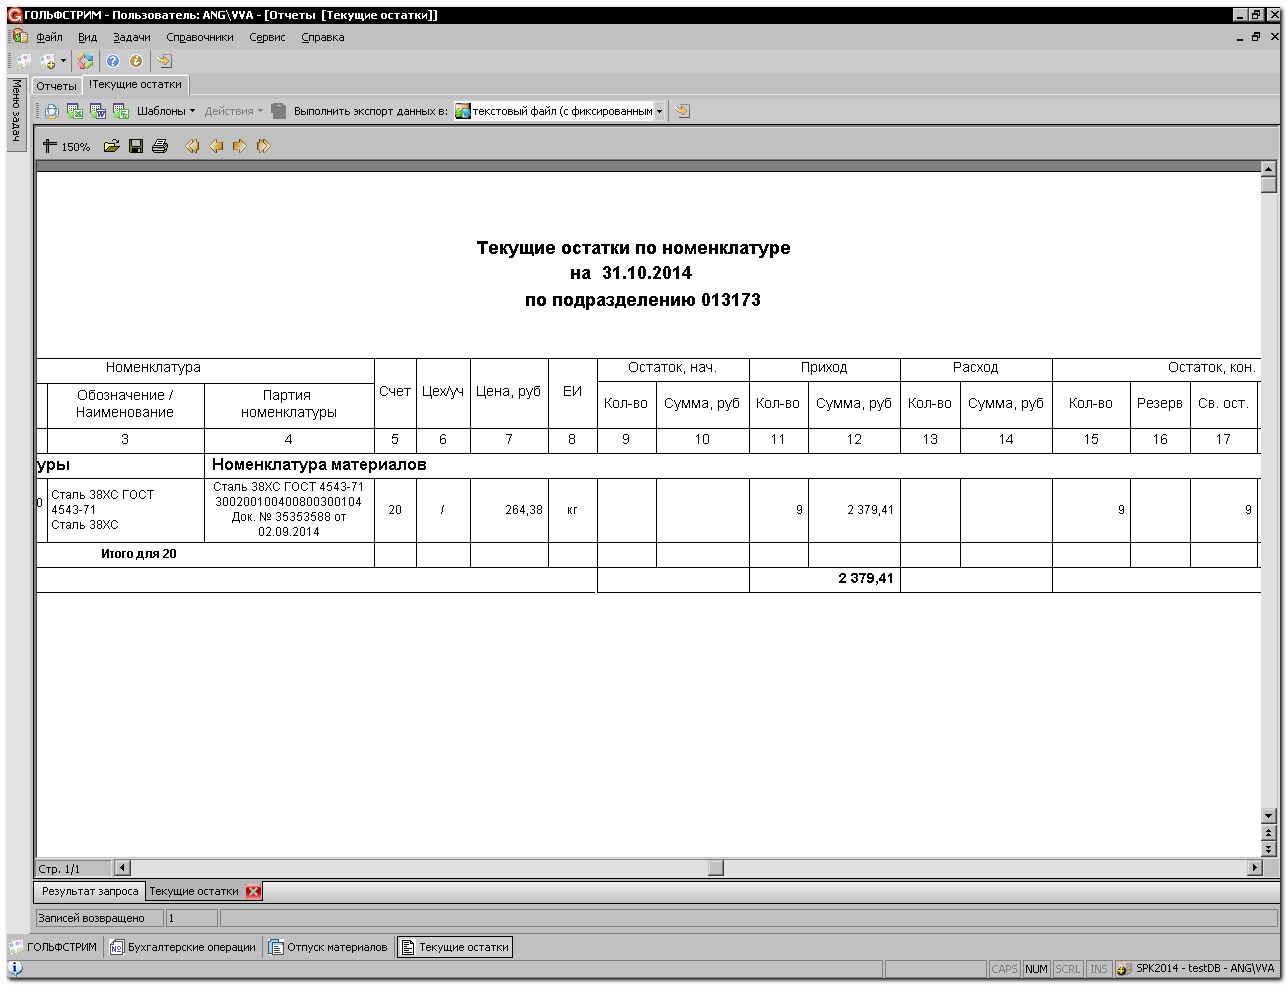 ГОЛЬФСТРИМ - Пользователь: ANG\VVA - [Отчеты [Текущие остатки]]
Файл Вид Задачи Справочники Сервис Справка
Меню задач
Отчеты !Текущие остатки
Шаблоны Действия Выполнить экспорт данных в: текстовый файл (с фиксированным
150%
Текущие остатки по номенклатуре
на 31.10.2014
по подразделению 013173
Номенклатура Счет Цех/уч Цена, руб ЕИ Остаток, нач. Приход Расход Остаток, кон.
Обозначение / Наименование Партия номенклатуры Кол-во Сумма, руб Кол-во Сумма, руб Кол-во Сумма, руб Кол-во Резерв Св. ост.
3 4 5 6 7 8 9 10 11 12 13 14 15 16 17
уры Номенклатура материалов
0 Сталь 38ХС ГОСТ 4543-71 Сталь 38ХС Сталь 38ХС ГОСТ 4543-71 300200100400800300104 Док. № 35353588 от 02.09.2014 20 / 264,38 кг 9 2 379,41 9 9
Итого для 20
2 379,41
Стр. 1/1
Результат запроса Текущие остатки
Записей возвращено 1
ГОЛЬФСТРИМ Бухгалтерские операции Отпуск материалов Текущие остатки
CAPS NUM SCRL INS SPK2014 - testDB - ANG\VVA